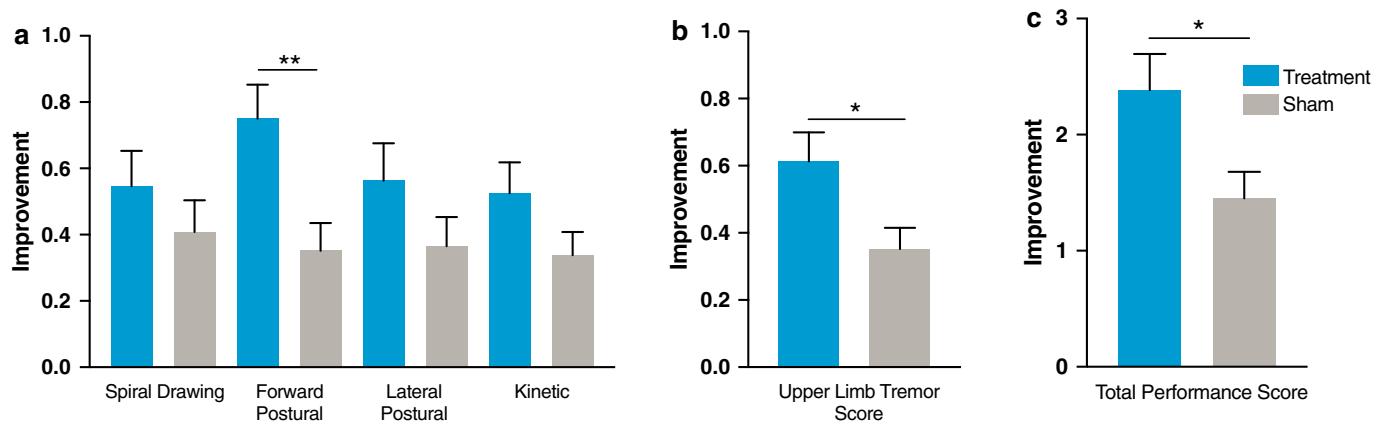 a
Improvement
1.0
0.8
0.6
0.4
0.2
0.0
**
Spiral Drawing
Forward
Postural
Lateral
Postural
Kinetic
b
Improvement
1.0
0.8
0.6
0.4
0.2
0.0
*
Upper Limb Tremor
Score
c
Improvement
3
2
1
0
*
Total Performance Score
Treatment
Sham